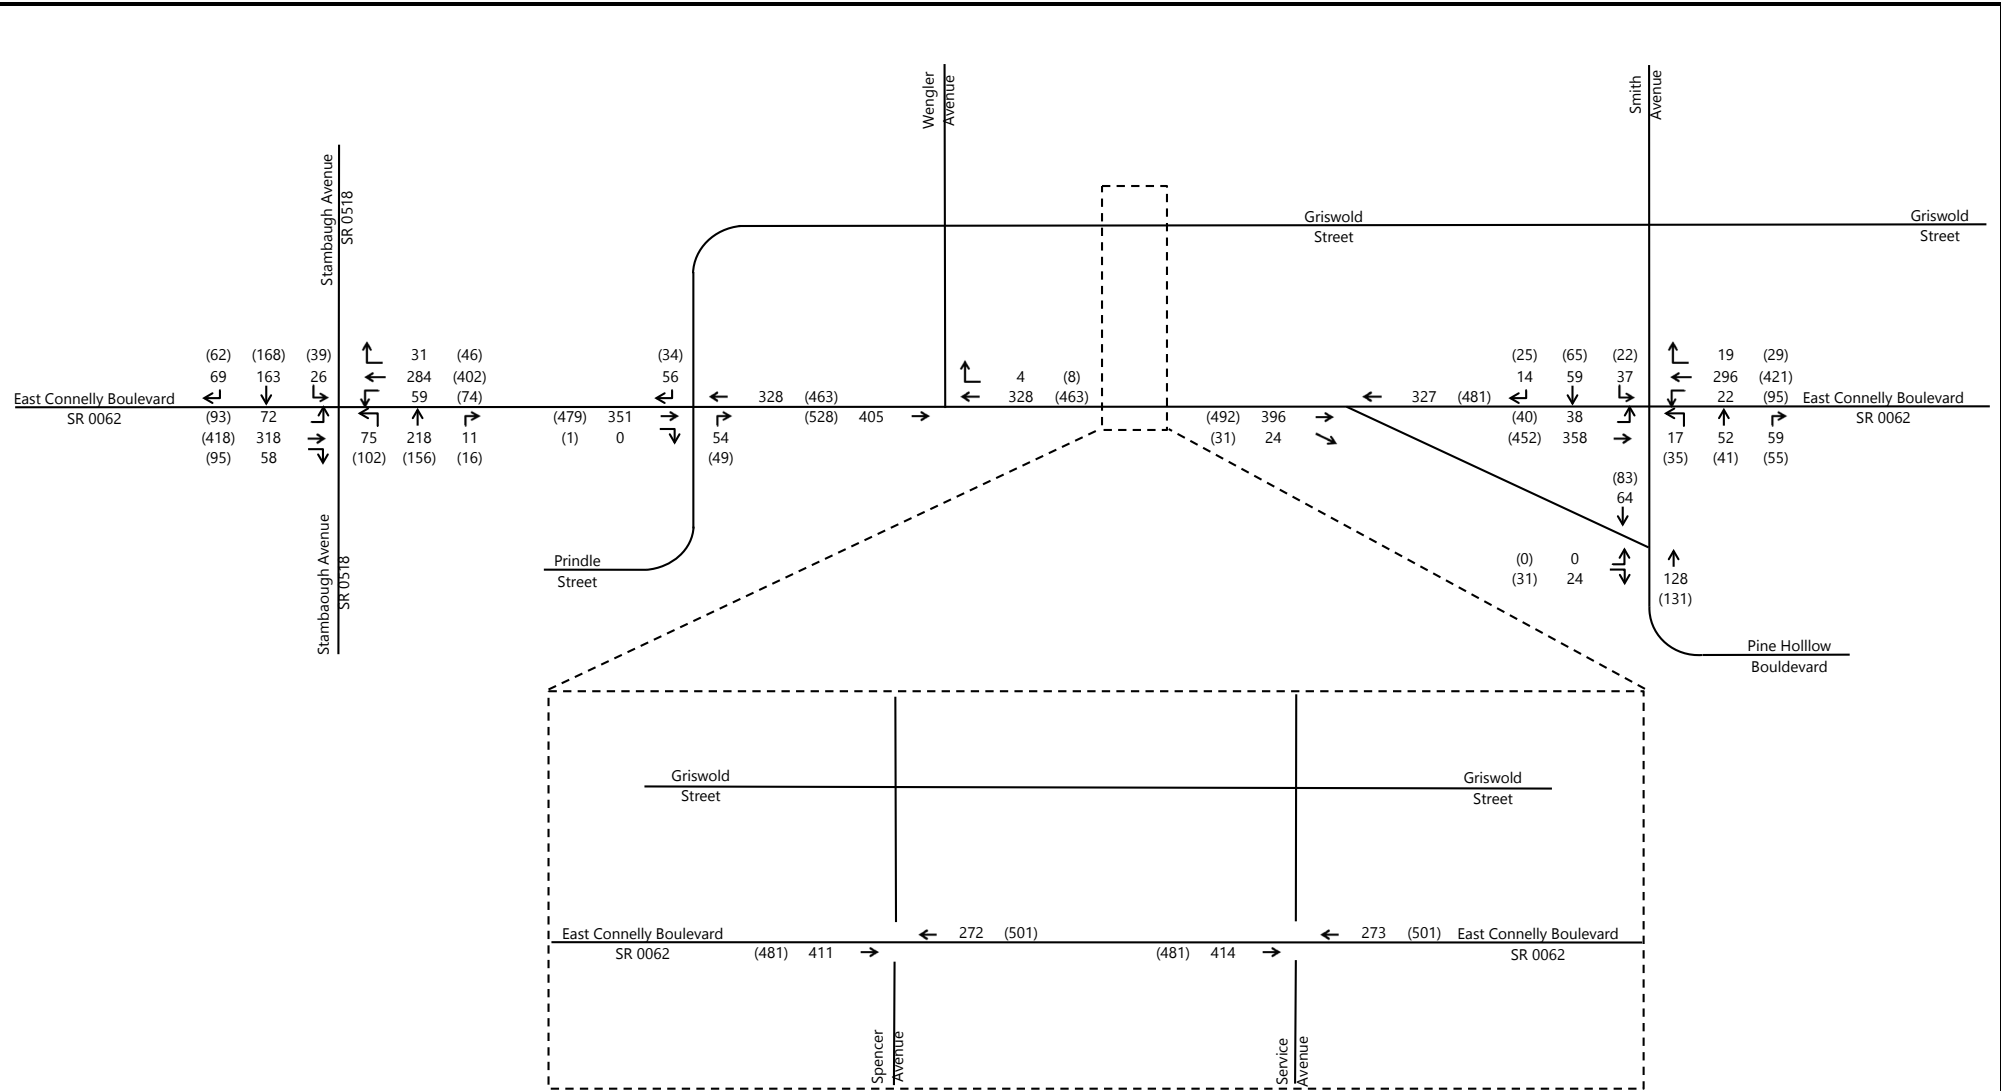 Wengler
Avenue
Smith
Avenue
Stambaugh Avenue
SR 0518
Griswold
Street
Griswold
Street
(62) (168) (39) 31 (46)
69 163 26 284 (402)
59 (74)
East Connelly Boulevard
SR 0062
(93) 72
(418) 318 75 218 11
(95) 58 (102) (156) (16)
(34)
56
328 (463)
(479) 351
(1) 0
54
(49)
(528) 405
4 (8)
328 (463)
(492) 396
(31) 24
327 (481)
(25) (65) (22) 19 (29)
14 59 37 296 (421)
22 (95)
East Connelly Boulevard
SR 0062
(40) 38
(452) 358 17 52 59
(35) (41) (55)
(83)
64
(0) 0
(31) 24
128
(131)
Stambaough Avenue
SR 0518
Prindle
Street
Pine Holllow
Bouldevard
Griswold
Street
Griswold
Street
East Connelly Boulevard
SR 0062
272 (501)
(481) 411
273 (501)
(481) 414
East Connelly Boulevard
SR 0062
Spencer
Avenue
Service
Avenue